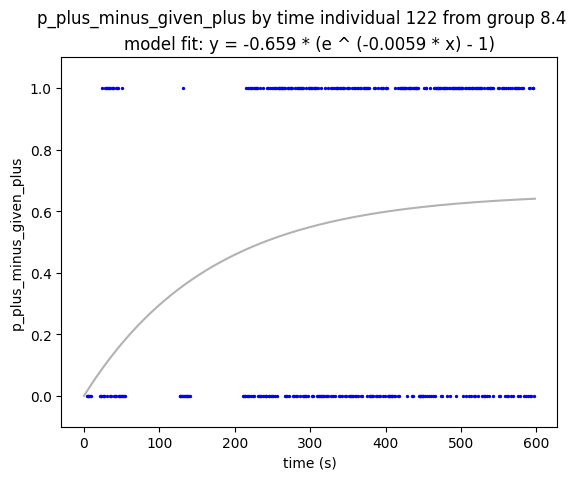 p_plus_minus_given_plus by time individual 122 from group 8.4
model fit: y = -0.659 * (e ^ (-0.0059 * x) - 1)
1.0
0.8
0.6
0.4
0.2
0.0
p_plus_minus_given_plus
0 100 200 300 400 500 600
time (s)